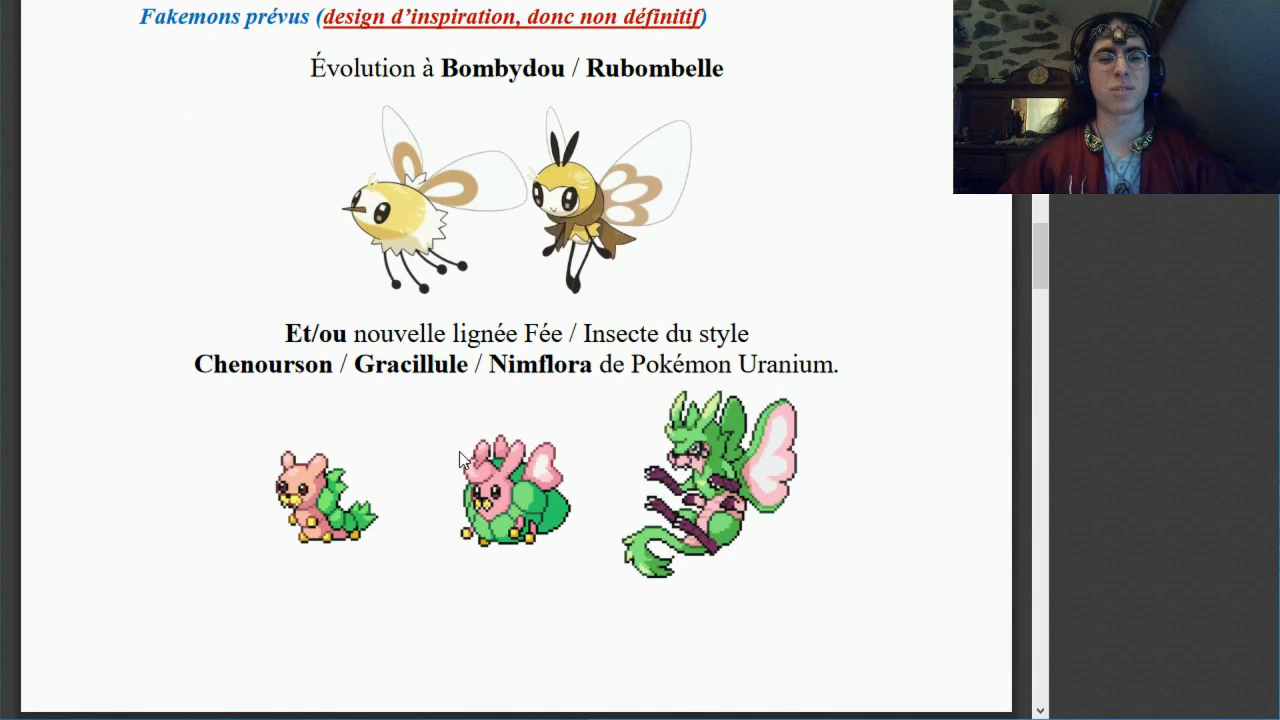 Fakemons prévus (design d’inspiration, donc non définitif)
Évolution à Bombydou / Rubombelle
Et/ou nouvelle lignée Fée / Insecte du style
Chenourson / Gracillule / Nimflora de Pokémon Uranium.